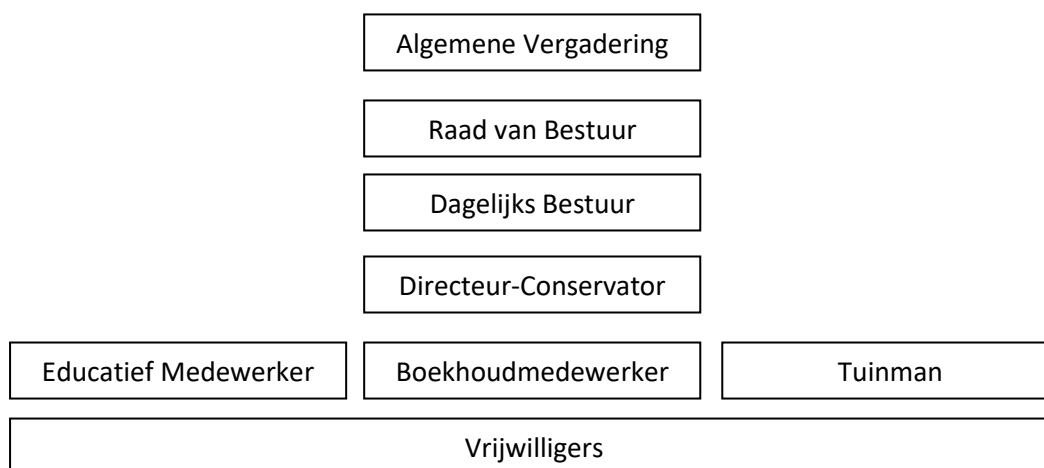 Algemene Vergadering
Raad van Bestuur
Dagelijks Bestuur
Directeur-Conservator
Educatief Medewerker
Boekhoudmedewerker
Tuinman
Vrijwilligers